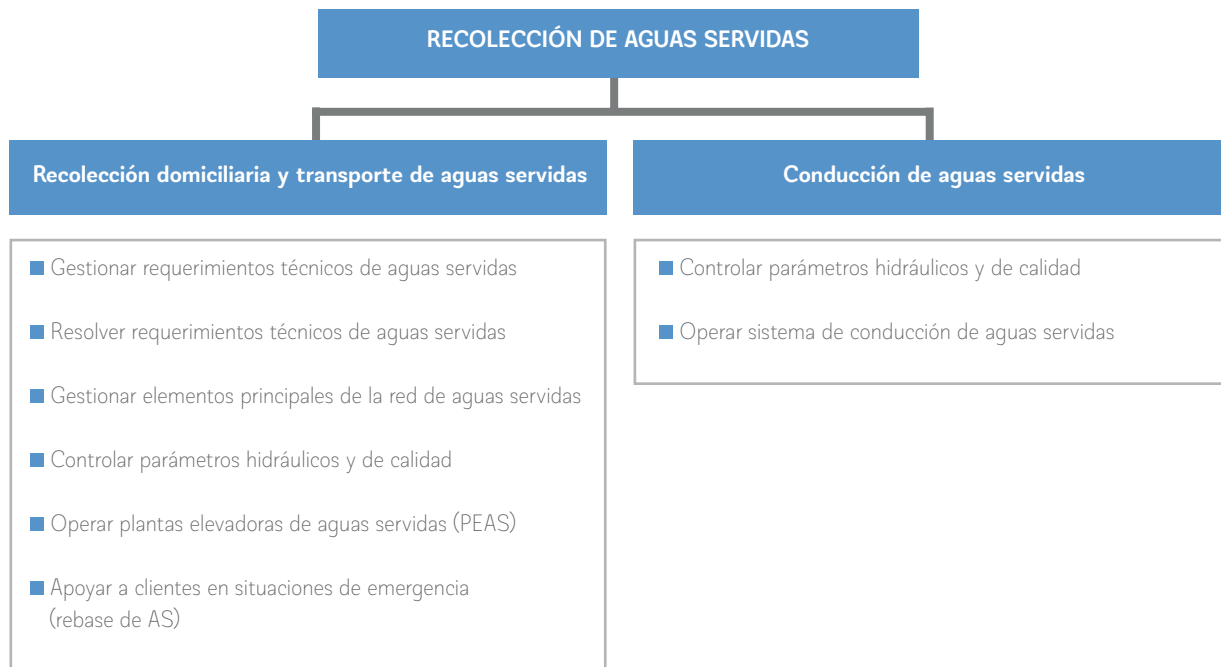 RECOLECCIÓN DE AGUAS SERVIDAS
Recolección domiciliaria y transporte de aguas servidas
Gestionar requerimientos técnicos de aguas servidas
Resolver requerimientos técnicos de aguas servidas
Gestionar elementos principales de la red de aguas servidas
Controlar parámetros hidráulicos y de calidad
Operar plantas elevadoras de aguas servidas (PEAS)
Apoyar a clientes en situaciones de emergencia
(rebase de AS)
Conducción de aguas servidas
Controlar parámetros hidráulicos y de calidad
Operar sistema de conducción de aguas servidas